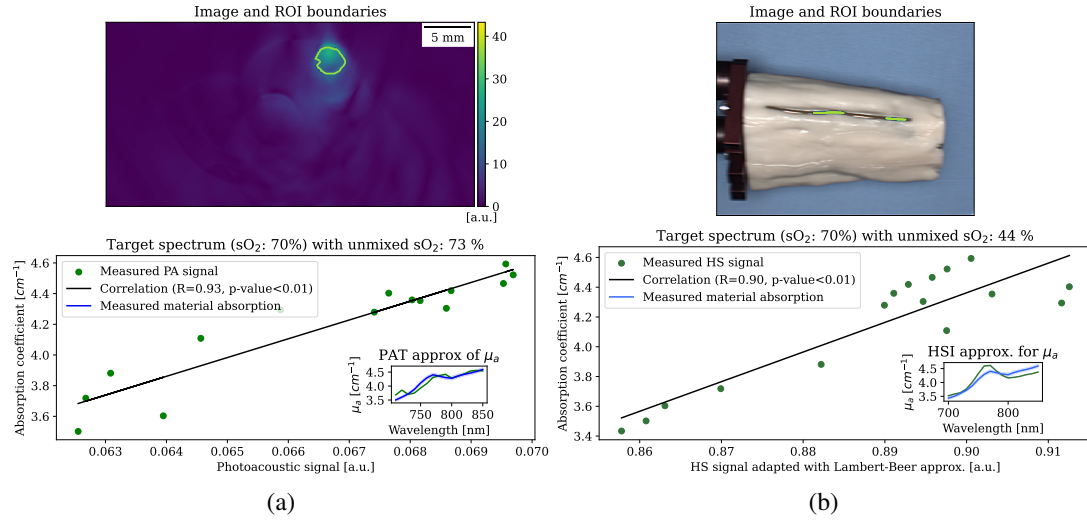 Image and ROI boundaries
5 mm
40
30
20
10
0
[a.u.]
Target spectrum (sO₂: 70%) with unmixed sO₂: 73 %
Absorption coefficient [cm⁻¹]
4.6
4.4
4.2
4.0
3.8
3.6
Measured PA signal
Correlation (R=0.93, p-value<0.01)
Measured material absorption
PAT approx of μₐ
μₐ [cm⁻¹]
4.5
3.5
750
800
850
Wavelength [nm]
0.063
0.064
0.065
0.066
0.067
0.068
0.069
0.070
Photoacoustic signal [a.u.]
(a)
Image and ROI boundaries
Target spectrum (sO₂: 70%) with unmixed sO₂: 44 %
Absorption coefficient [cm⁻¹]
4.6
4.4
4.2
4.0
3.8
3.6
3.4
Measured HS signal
Correlation (R=0.90, p-value<0.01)
Measured material absorption
HSI approx. for μₐ
μₐ [cm⁻¹]
4.5
3.5
700
800
Wavelength [nm]
0.86
0.87
0.88
0.89
0.90
0.91
HS signal adapted with Lambert-Beer approx. [a.u.]
(b)